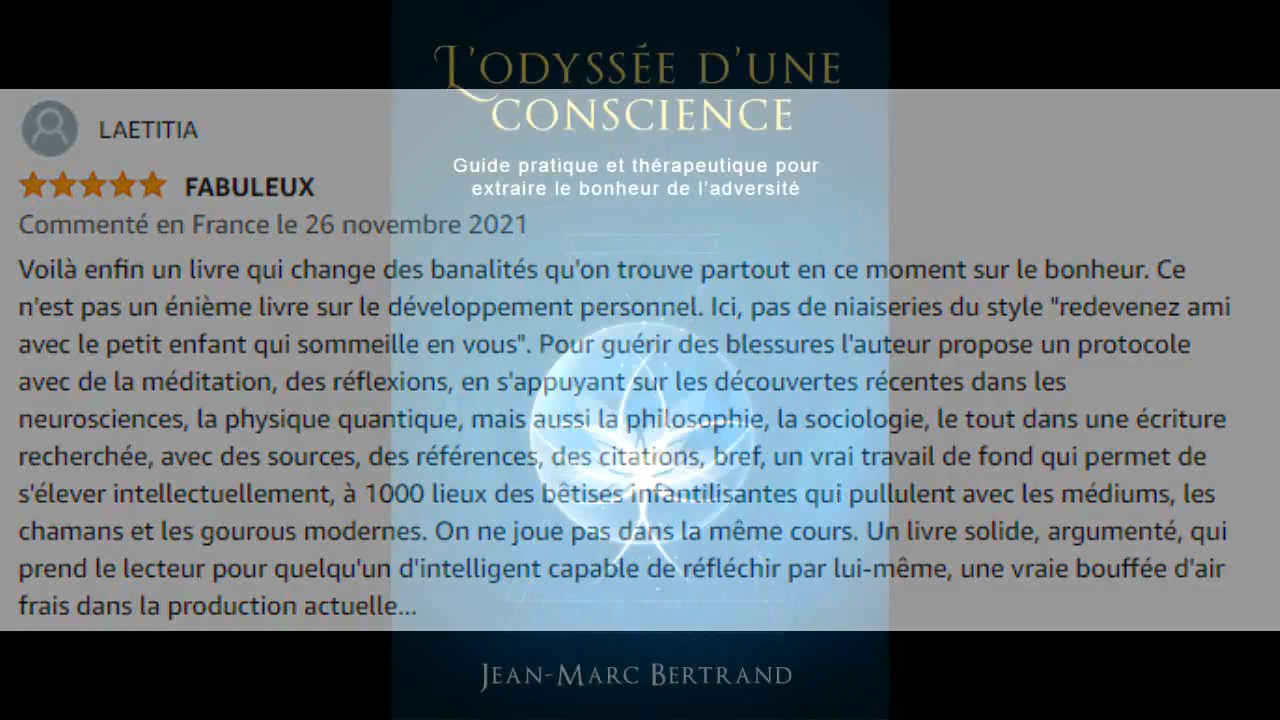 L'ODYSSÉE D'UNE
CONSCIENCE
Guide pratique et thérapeutique pour
extraire le bonheur de l'adversité
LAETITIA
FABULEUX
Commenté en France le 26 novembre 2021
Voilà enfin un livre qui change des banalités qu'on trouve partout en ce moment sur le bonheur. Ce
n'est pas un énième livre sur le développement personnel. Ici, pas de niaiseries du style "redevenez ami
avec le petit enfant qui sommeille en vous". Pour guérir des blessures l'auteur propose un protocole
avec de la méditation, des réflexions, en s'appuyant sur les découvertes récentes dans les
neurosciences, la physique quantique, mais aussi la philosophie, la sociologie, le tout dans une écriture
recherchée, avec des sources, des références, des citations, bref, un vrai travail de fond qui permet de
s'élever intellectuellement, à 1000 lieux des bêtises infantilisantes qui pullulent avec les médiums, les
chamans et les gourous modernes. On ne joue pas dans la même cours. Un livre solide, argumenté, qui
prend le lecteur pour quelqu'un d'intelligent capable de réfléchir par lui-même, une vraie bouffée d'air
frais dans la production actuelle...
JEAN-MARC BERTRAND